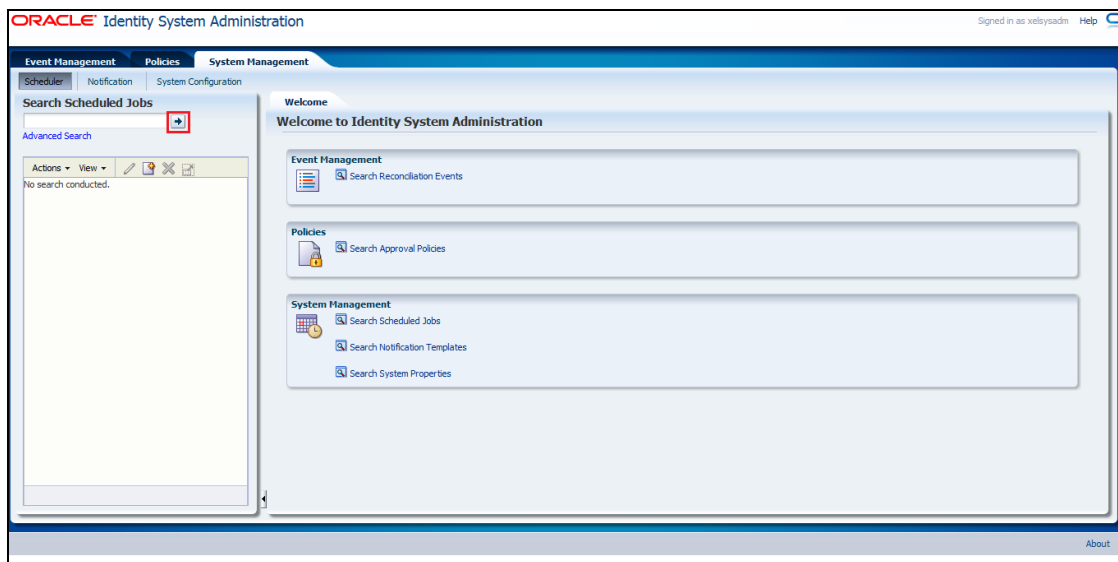 ORACLE Identity System Administration
Signed in as xelsysadm Help
Event Management Policies System Management
Scheduler Notification System Configuration
Search Scheduled Jobs
Advanced Search
Actions View
No search conducted.
Welcome
Welcome to Identity System Administration
Event Management
Search Reconciliation Events
Policies
Search Approval Policies
System Management
Search Scheduled Jobs
Search Notification Templates
Search System Properties
About